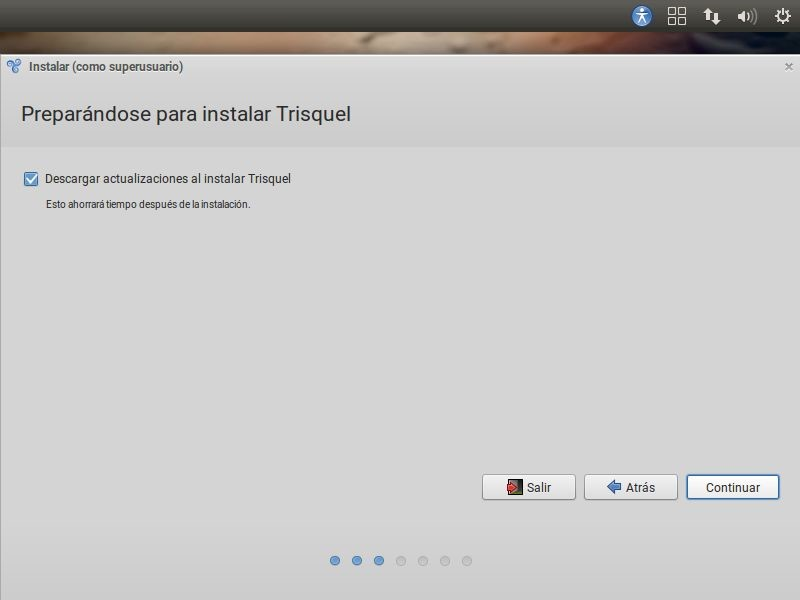 Instalar (como superusuario)
Preparándose para instalar Trisquel
Descargar actualizaciones al instalar Trisquel
Esto ahorrará tiempo después de la instalación.
Salir
Atrás
Continuar